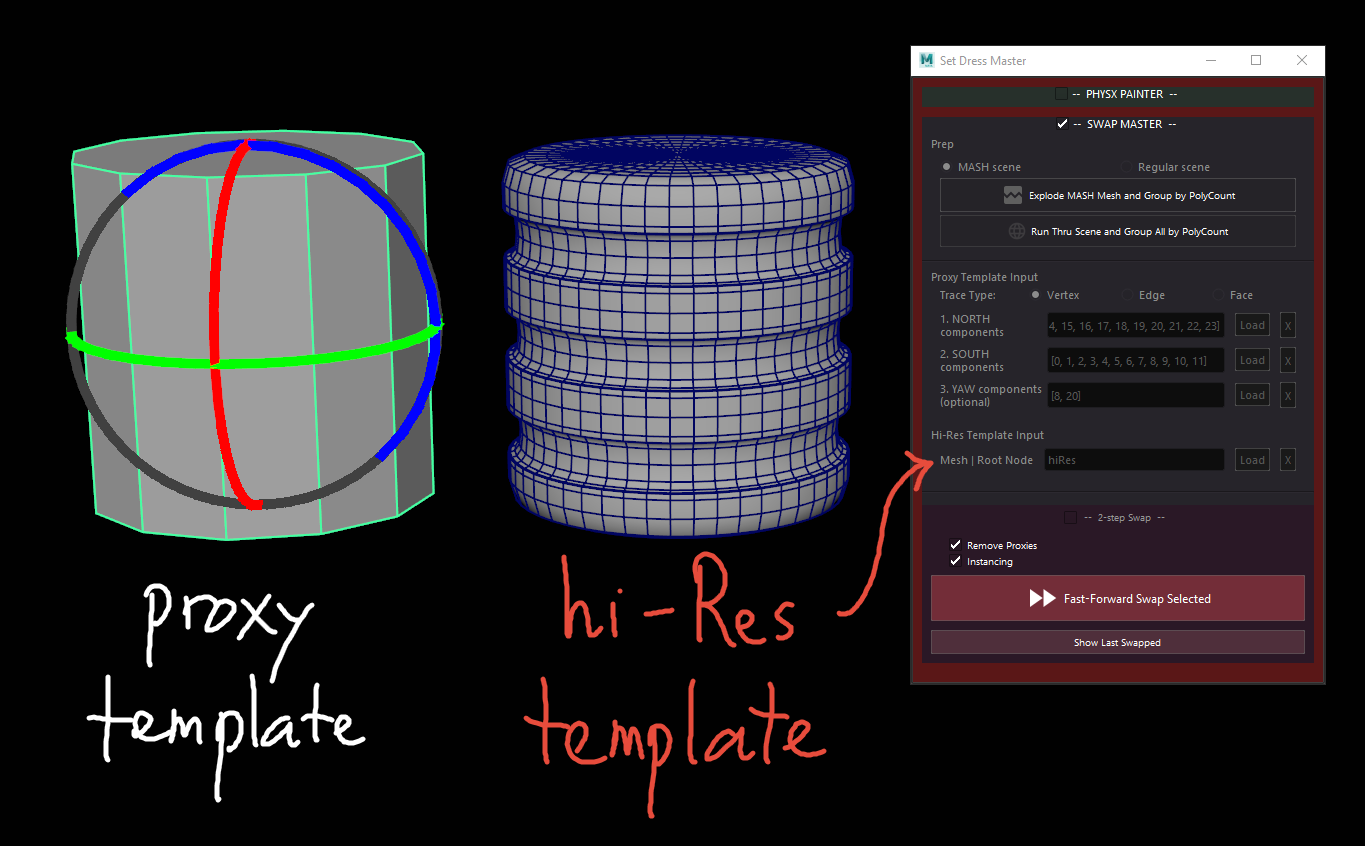 Set Dress Master
-- PHYSX PAINTER --
-- SWAP MASTER --
Prep
MASH scene Regular scene
Explode MASH Mesh and Group by PolyCount
Run Thru Scene and Group All by PolyCount
Proxy Template Input
Trace Type: Vertex Edge Face
1. NORTH
components
4, 15, 16, 17, 18, 19, 20, 21, 22, 23] Load X
2. SOUTH
components
[0, 1, 2, 3, 4, 5, 6, 7, 8, 9, 10, 11] Load X
3. YAW components
(optional)
[8, 20] Load X
Hi-Res Template Input
Mesh | Root Node hiRes Load X
-- 2-step Swap --
Remove Proxies
Instancing
Fast-Forward Swap Selected
Show Last Swapped
proxy
template
hi-Res
template